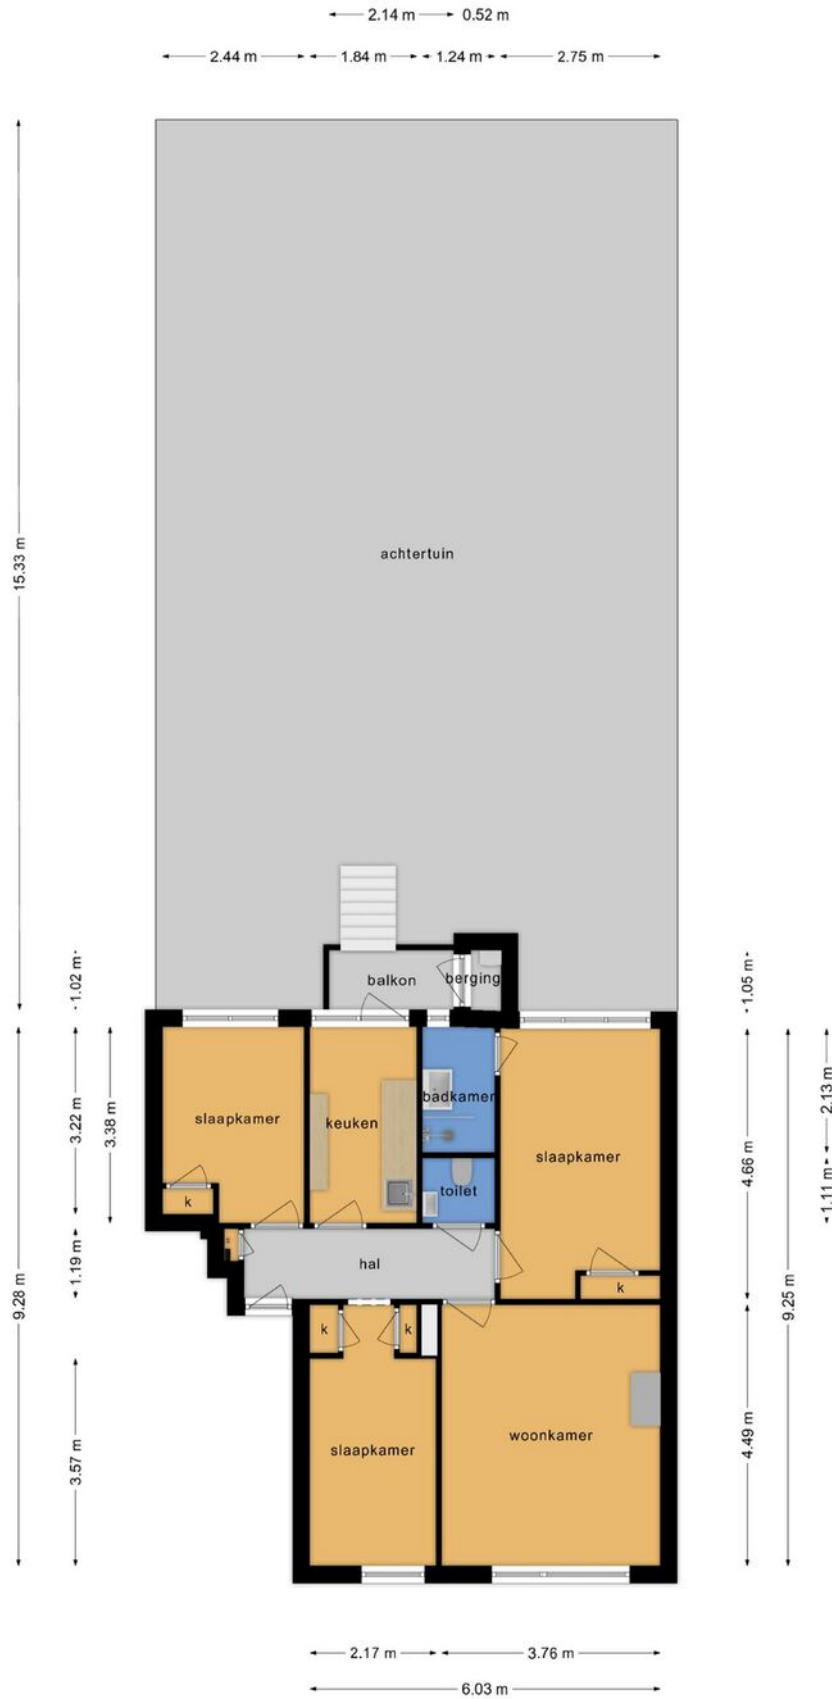 2.14 m 0.52 m
2.44 m 1.84 m 1.24 m 2.75 m
15.33 m
achtertuin
1.02 m
balkon
berging
1.05 m
slaapkamer
keuken
badkamer
slaapkamer
toilet
k
hal
k
3.22 m
3.38 m
4.66 m
2.13 m
1.11 m
1.19 m
9.28 m
9.25 m
k
k
woonkamer
slaapkamer
3.57 m
4.49 m
2.17 m 3.76 m
6.03 m